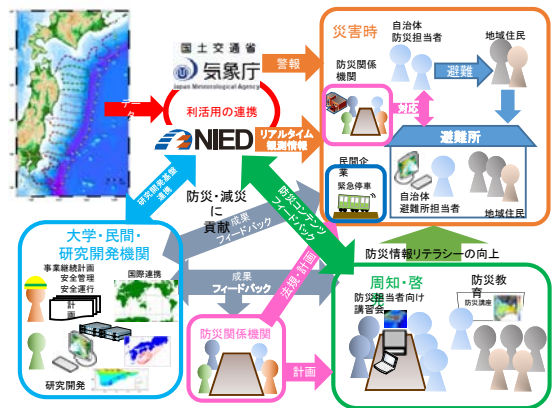 国土交通省
気象庁
Japan Meteorological Agency
利活用の連携
NIED
データ
警報
リアルタイム
観測情報
災害時
自治体
防災担当者
地域住民
避難
防災関係
機関
対応
避難所
民間企
業
緊急停車
自治体
避難所担当者
地域住民
研究開発基盤
連携
防災・減災
に
貢献
成果
フィードバック
防災コンテンツ
フィードバック
法規・計画
成果
フィードバック
防災情報リテラシーの向上
大学・民間・
研究開発機関
事業継続計画
安全管理
安全運行
国際連携
計
画
研究開発
防災関係機関
計画
周知・啓
発
防災担当者向け
講習会
防災教
育
防災講座